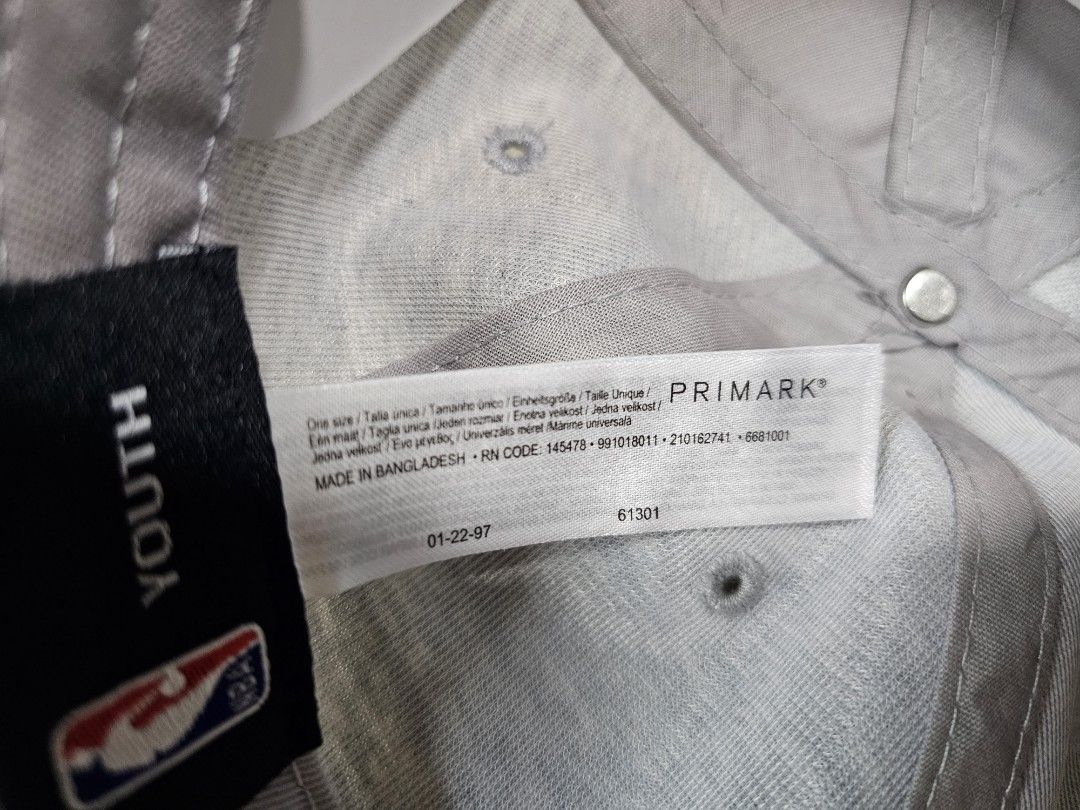 PRIMARK®
One size / Talla única / Tamanho único / Einheitsgröße / Taille Unique /
Één maat / Taglia unica /Jeden rozmiar / Enotna velikost / Jedna velikost /
Jedna veľkosť / Ένα μέγεθος / Univerzális méret /Mărime universală
MADE IN BANGLADESH • RN CODE: 145478 • 991018011 • 210162741 • 6681001
01-22-97 61301
YOUTH
NBA